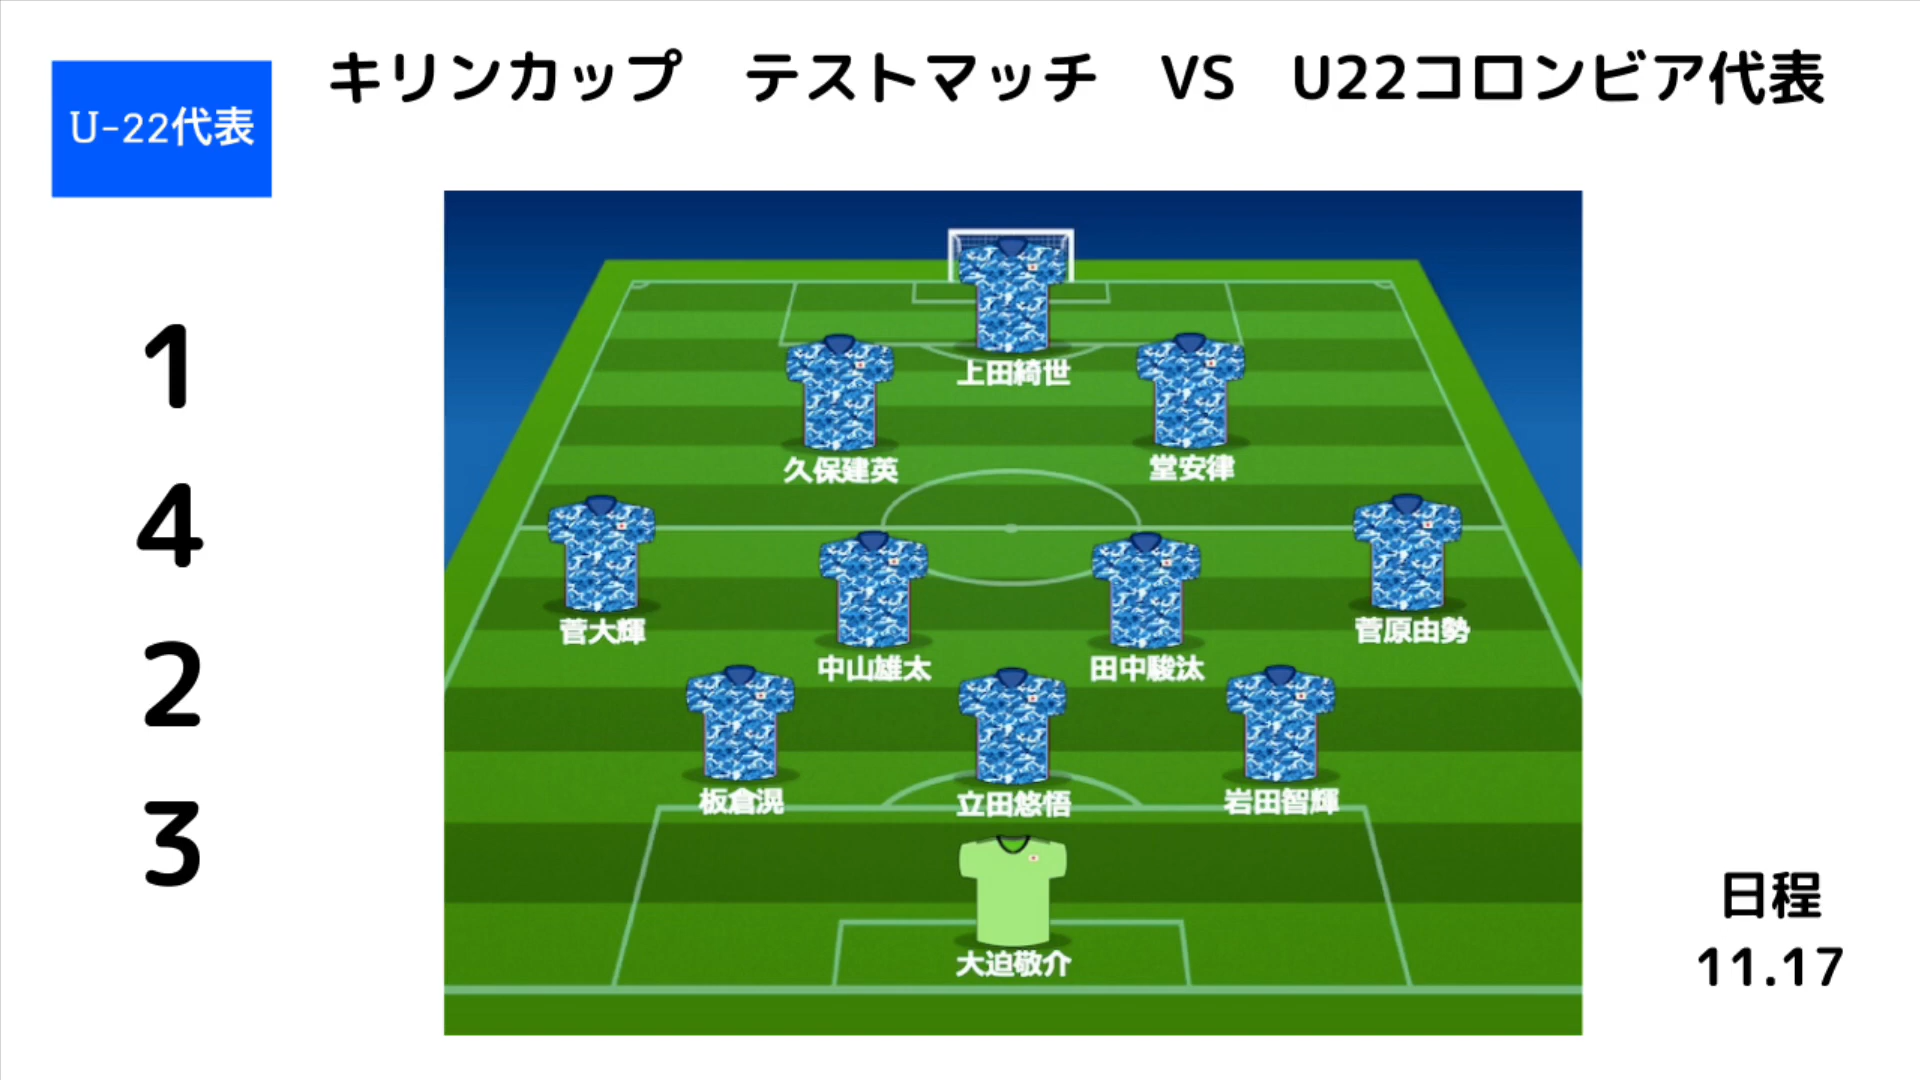 キリンカップ　テストマッチ　VS　U22コロンビア代表
U-22代表
1
4
2
3
上田綺世
久保建英
堂安律
菅大輝
菅原由勢
中山雄太
田中駿汰
板倉滉
立田悠悟
岩田智輝
大迫敬介
日程
11.17